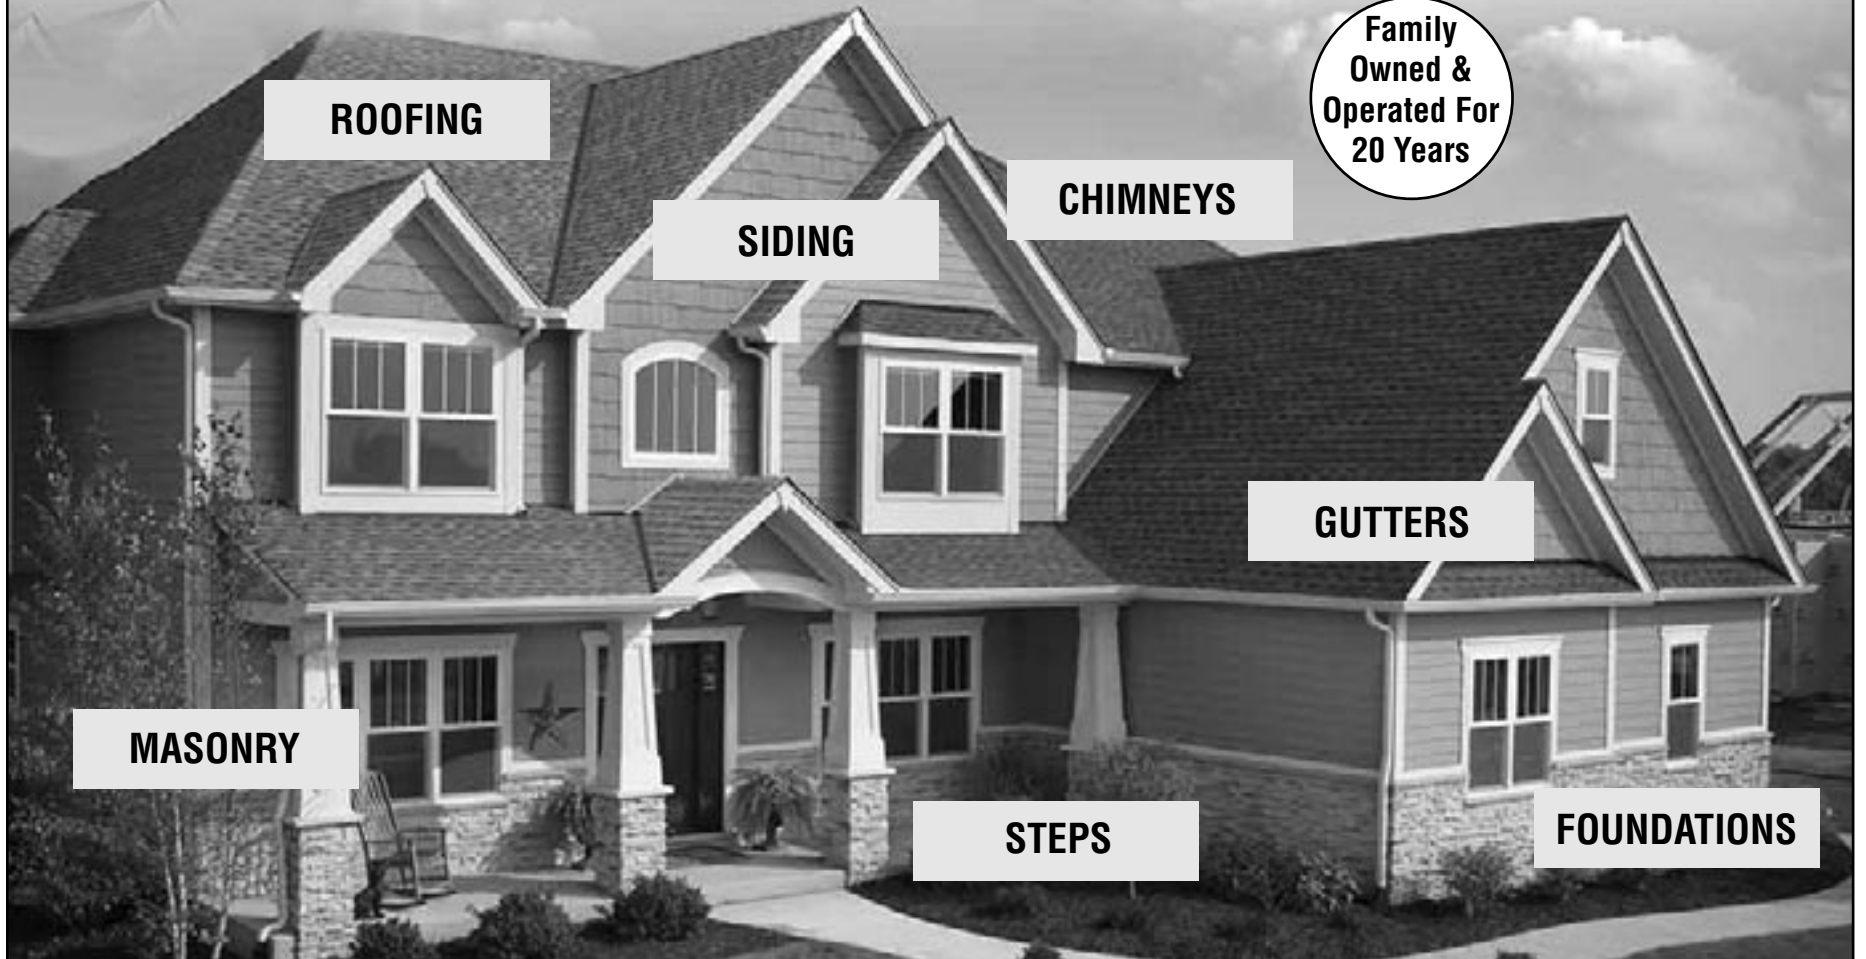 Family
Owned &
Operated For
20 Years
ROOFING
CHIMNEYS
SIDING
GUTTERS
MASONRY
STEPS
FOUNDATIONS